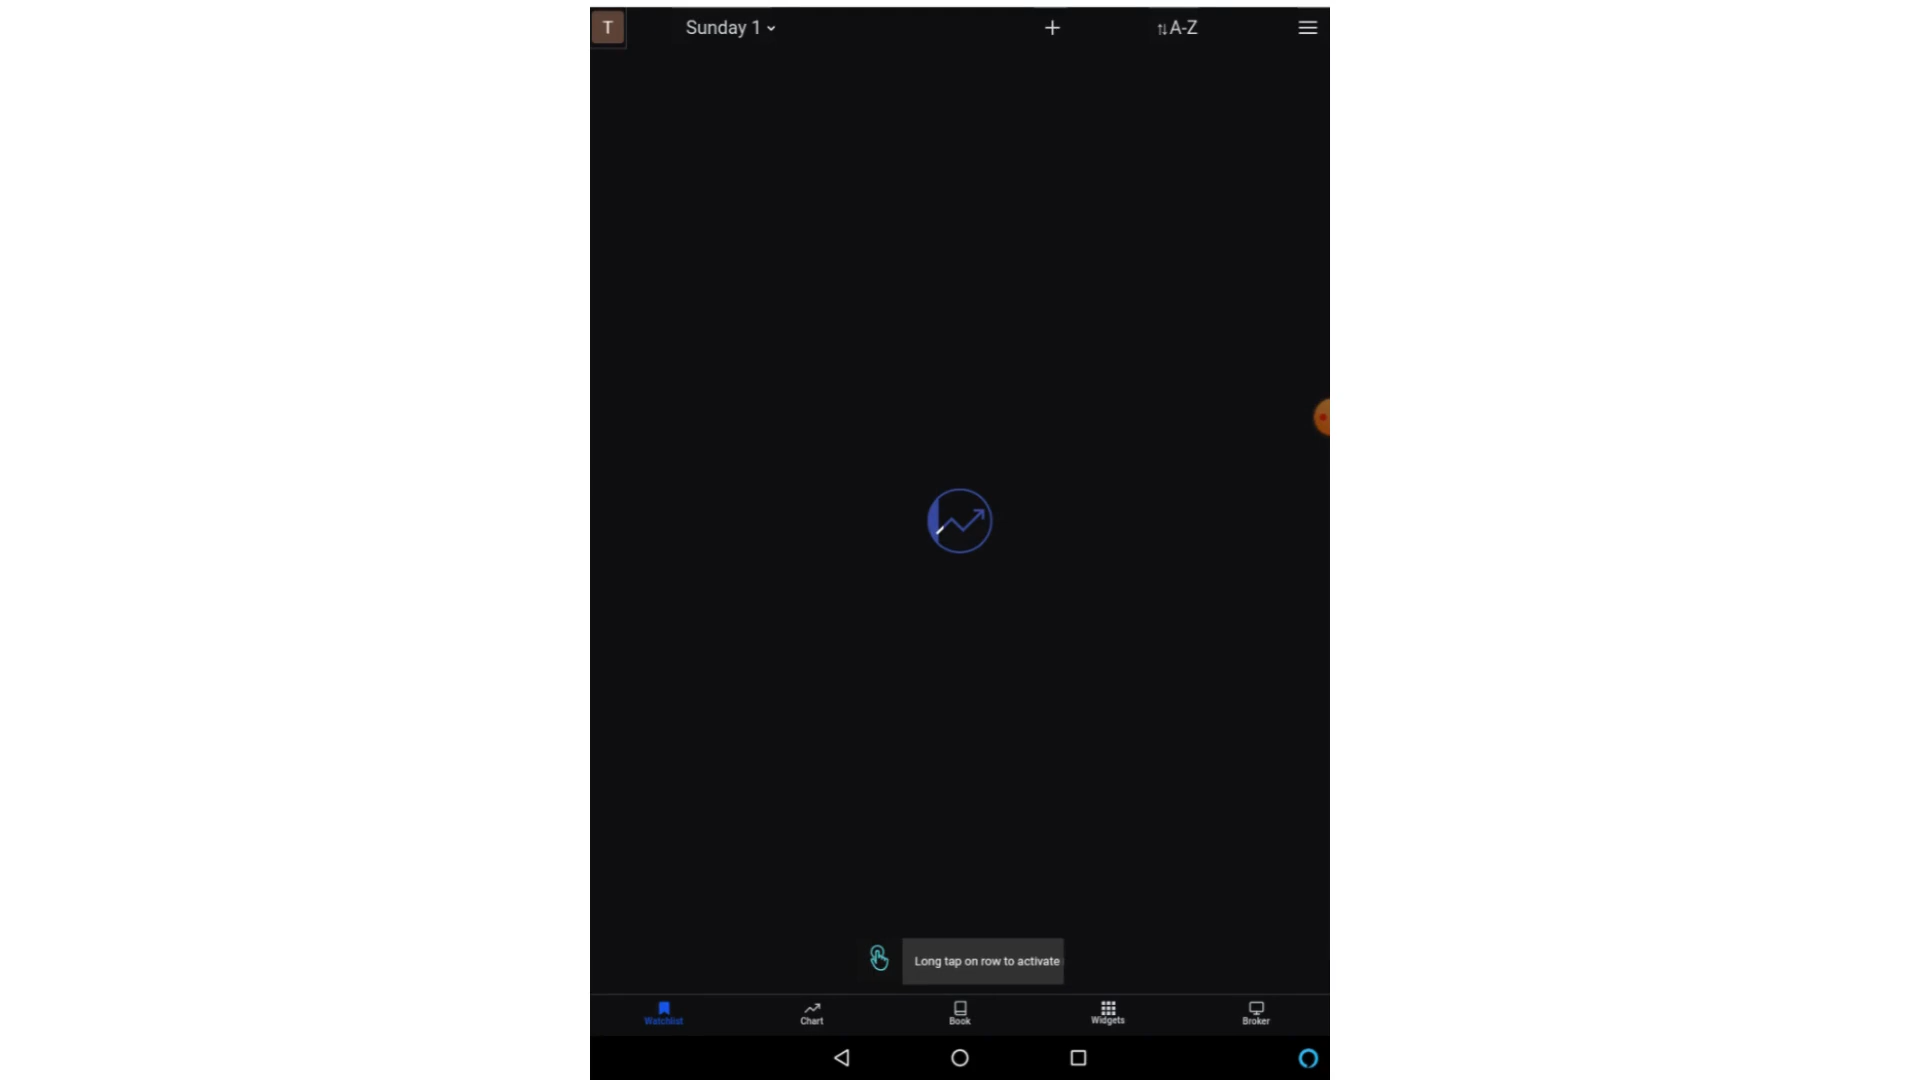 T
Sunday 1
A-Z
Long tap on row to activate
Watchlist
Chart
Book
Widgets
Broker